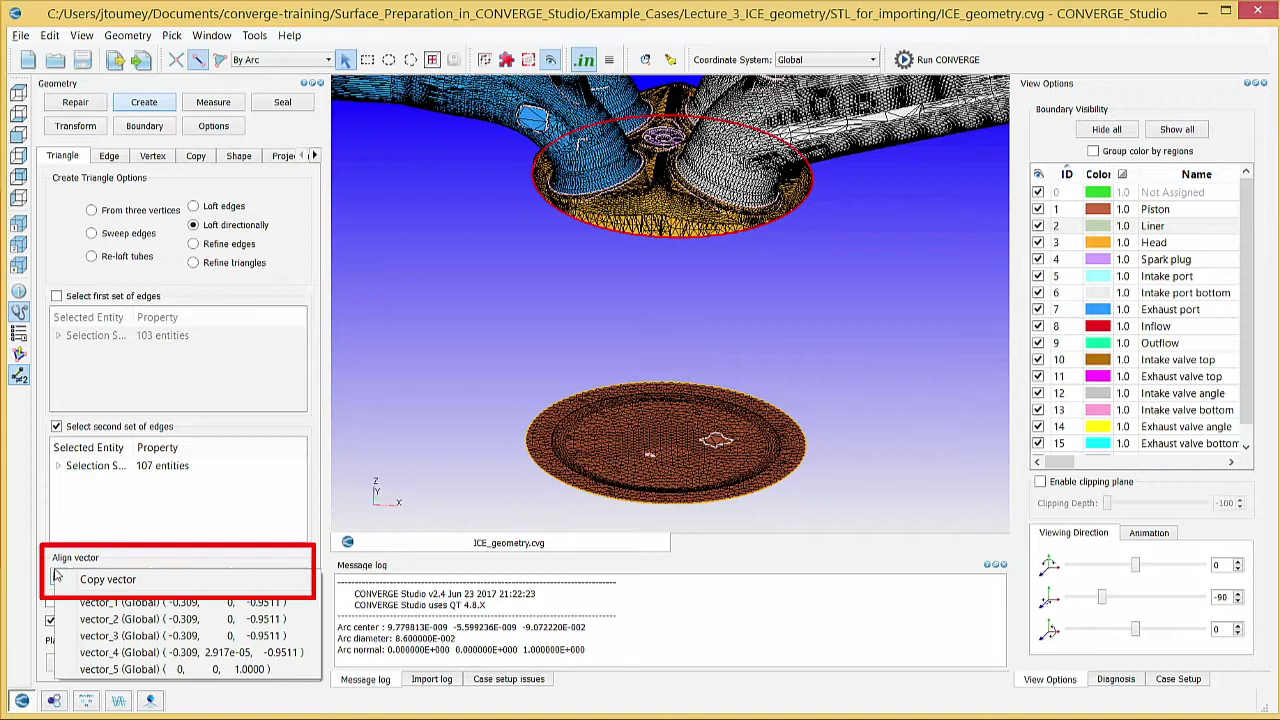 C:/Users/jtoumey/Documents/converge-training/Surface_Preparation_in_CONVERGE_Studio/Example_Cases/Lecture_3_ICE_geometry/STL_for_importing/ICE_geometry.cvg - CONVERGE_Studio
File Edit View Geometry Pick Window Tools Help
By Arc
.in
Coordinate System: Global
Run CONVERGE
Geometry
Repair Create Measure Seal
Transform Boundary Options
Triangle Edge Vertex Copy Shape Proje
Create Triangle Options
From three vertices
Sweep edges
Re-loft tubes
Loft edges
Loft directionally
Refine edges
Refine triangles
Select first set of edges
Selected Entity Property
Selection S... 103 entities
Select second set of edges
Selected Entity Property
Selection S... 107 entities
Align vector
Copy vector
vector_1 (Global) ( -0.309, 0, -0.9511 )
vector_2 (Global) ( -0.309, 0, -0.9511 )
vector_3 (Global) ( -0.309, 0, -0.9511 )
vector_4 (Global) ( -0.309, 2.917e-05, -0.9511 )
vector_5 (Global) ( 0, 0, 1.0000 )
Z
Y
X
ICE_geometry.cvg
Message log
CONVERGE Studio v2.4 Jun 23 2017 21:22:23
CONVERGE Studio uses QT 4.8.X
Arc center : 9.779813E-009 -5.599236E-009 -9.072220E-002
Arc diameter: 8.600000E-002
Arc normal: 0.000000E+000 0.000000E+000 1.000000E+000
Message log Import log Case setup issues
View Options
Boundary Visibility
Hide all Show all
Group color by regions
ID Color Name
0 1.0 Not Assigned
1 1.0 Piston
2 1.0 Liner
3 1.0 Head
4 1.0 Spark plug
5 1.0 Intake port
6 1.0 Intake port bottom
7 1.0 Exhaust port
8 1.0 Inflow
9 1.0 Outflow
10 1.0 Intake valve top
11 1.0 Exhaust valve top
12 1.0 Intake valve angle
13 1.0 Intake valve bottom
14 1.0 Exhaust valve angle
15 1.0 Exhaust valve bottom
Enable clipping plane
Clipping Depth: -100
Viewing Direction Animation
0
-90
0
View Options Diagnosis Case Setup